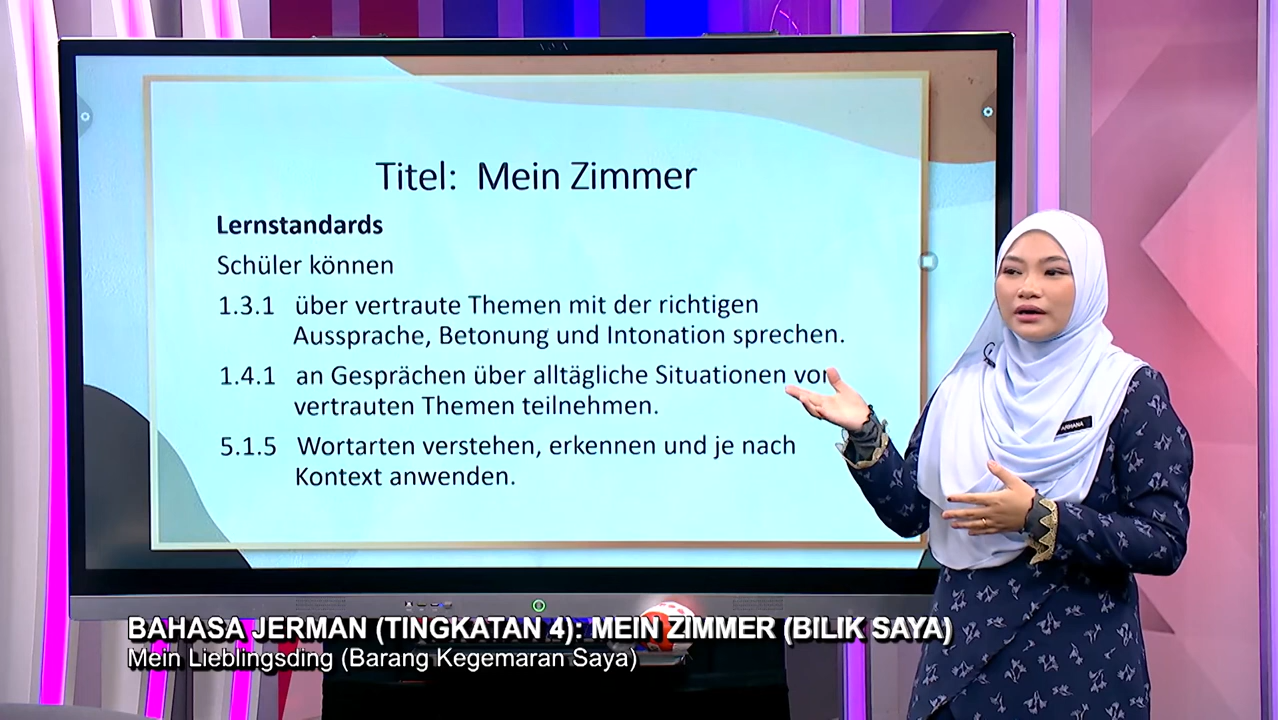 Titel: Mein Zimmer
Lernstandards
Schüler können
1.3.1 über vertraute Themen mit der richtigen
Aussprache, Betonung und Intonation sprechen.
1.4.1 an Gesprächen über alltägliche Situationen von
vertrauten Themen teilnehmen.
5.1.5 Wortarten verstehen, erkennen und je nach
Kontext anwenden.
BAHASA JERMAN (TINGKATAN 4): MEIN ZIMMER (BILIK SAYA)
Mein Lieblingsding (Barang Kegemaran Saya)